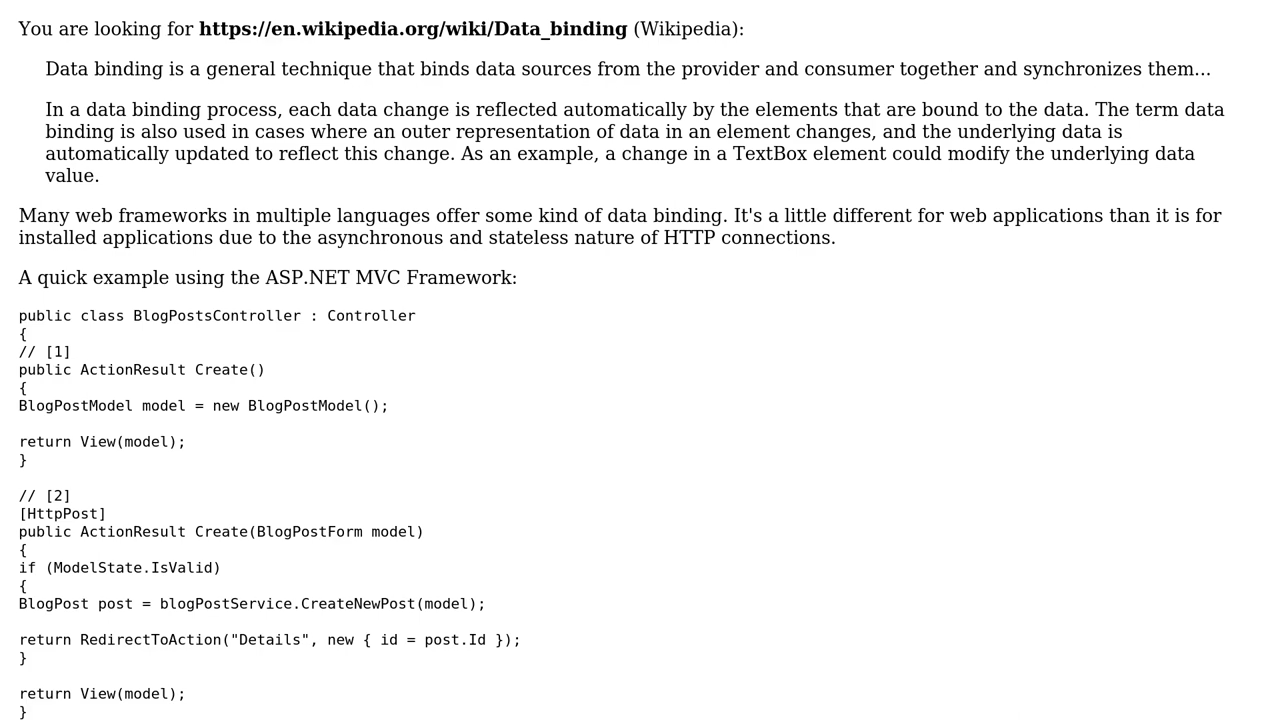 You are looking for https://en.wikipedia.org/wiki/Data_binding (Wikipedia):
Data binding is a general technique that binds data sources from the provider and consumer together and synchronizes them...
In a data binding process, each data change is reflected automatically by the elements that are bound to the data. The term data
binding is also used in cases where an outer representation of data in an element changes, and the underlying data is
automatically updated to reflect this change. As an example, a change in a TextBox element could modify the underlying data
value.
Many web frameworks in multiple languages offer some kind of data binding. It's a little different for web applications than it is for
installed applications due to the asynchronous and stateless nature of HTTP connections.
A quick example using the ASP.NET MVC Framework:
public class BlogPostsController : Controller
{
// [1]
public ActionResult Create()
{
BlogPostModel model = new BlogPostModel();
return View(model);
}
// [2]
[HttpPost]
public ActionResult Create(BlogPostForm model)
{
if (ModelState.IsValid)
{
BlogPost post = blogPostService.CreateNewPost(model);
return RedirectToAction("Details", new { id = post.Id });
}
return View(model);
}